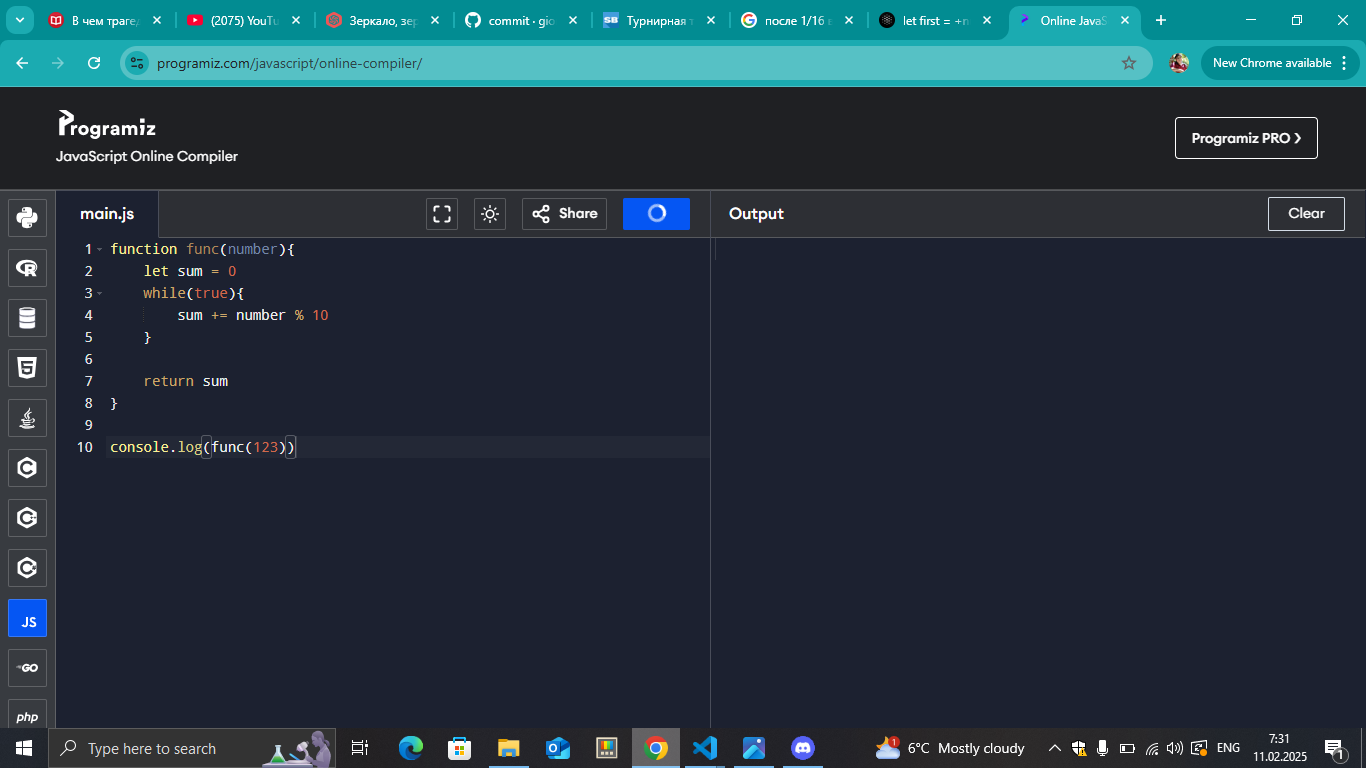 В чем траге
(2075) YouTu
Зеркало, зер
commit · gio
Турнирная т
после 1/16 в
let first = +n
Online JavaS
programiz.com/javascript/online-compiler/
New Chrome available
Programiz
JavaScript Online Compiler
Programiz PRO
main.js
Share
Output
Clear
1 function func(number){
2 let sum = 0
3 while(true){
4 sum += number % 10
5 }
6
7 return sum
8 }
9
10 console.log(func(123))
JS
GO
php
Type here to search
1
6°C Mostly cloudy
ENG
7:31
11.02.2025
1